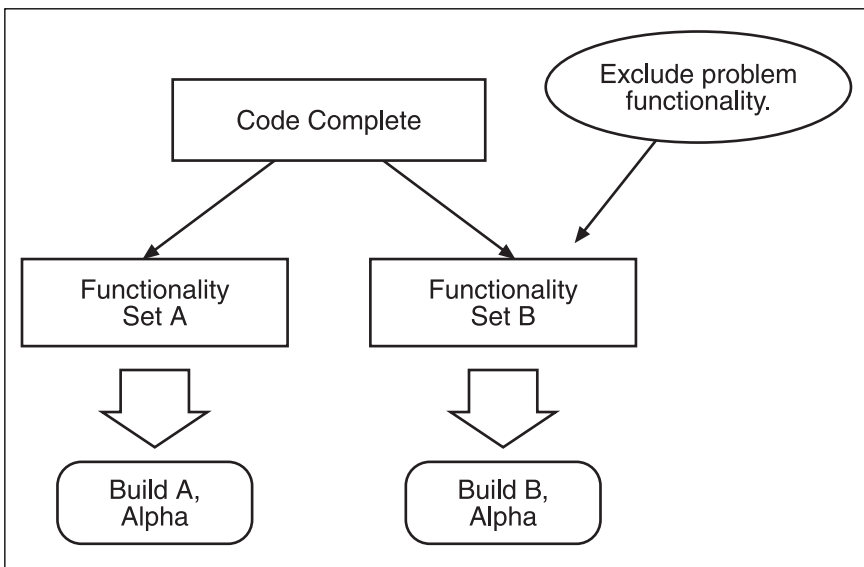 Exclude problem
functionality.
Code Complete
Functionality
Set A
Functionality
Set B
Build A,
Alpha
Build B,
Alpha